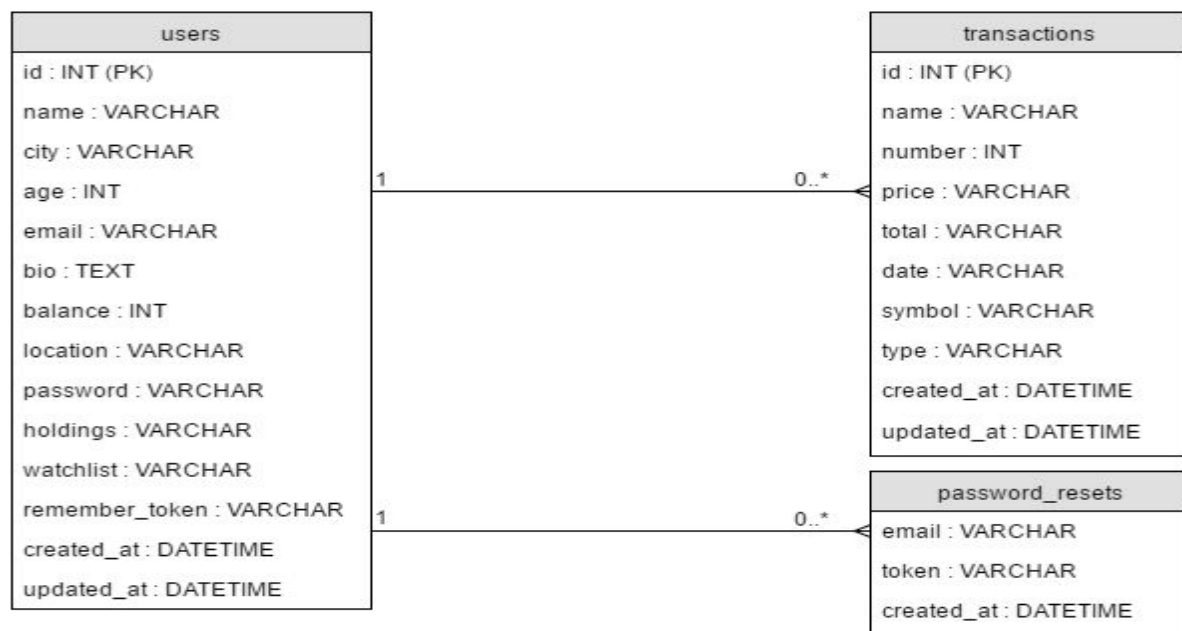 users
id : INT (PK)
name : VARCHAR
city : VARCHAR
age : INT
email : VARCHAR
bio : TEXT
balance : INT
location : VARCHAR
password : VARCHAR
holdings : VARCHAR
watchlist : VARCHAR
remember_token : VARCHAR
created_at : DATETIME
updated_at : DATETIME
1
0..*
1
0..*
transactions
id : INT (PK)
name : VARCHAR
number : INT
price : VARCHAR
total : VARCHAR
date : VARCHAR
symbol : VARCHAR
type : VARCHAR
created_at : DATETIME
updated_at : DATETIME
password_resets
email : VARCHAR
token : VARCHAR
created_at : DATETIME